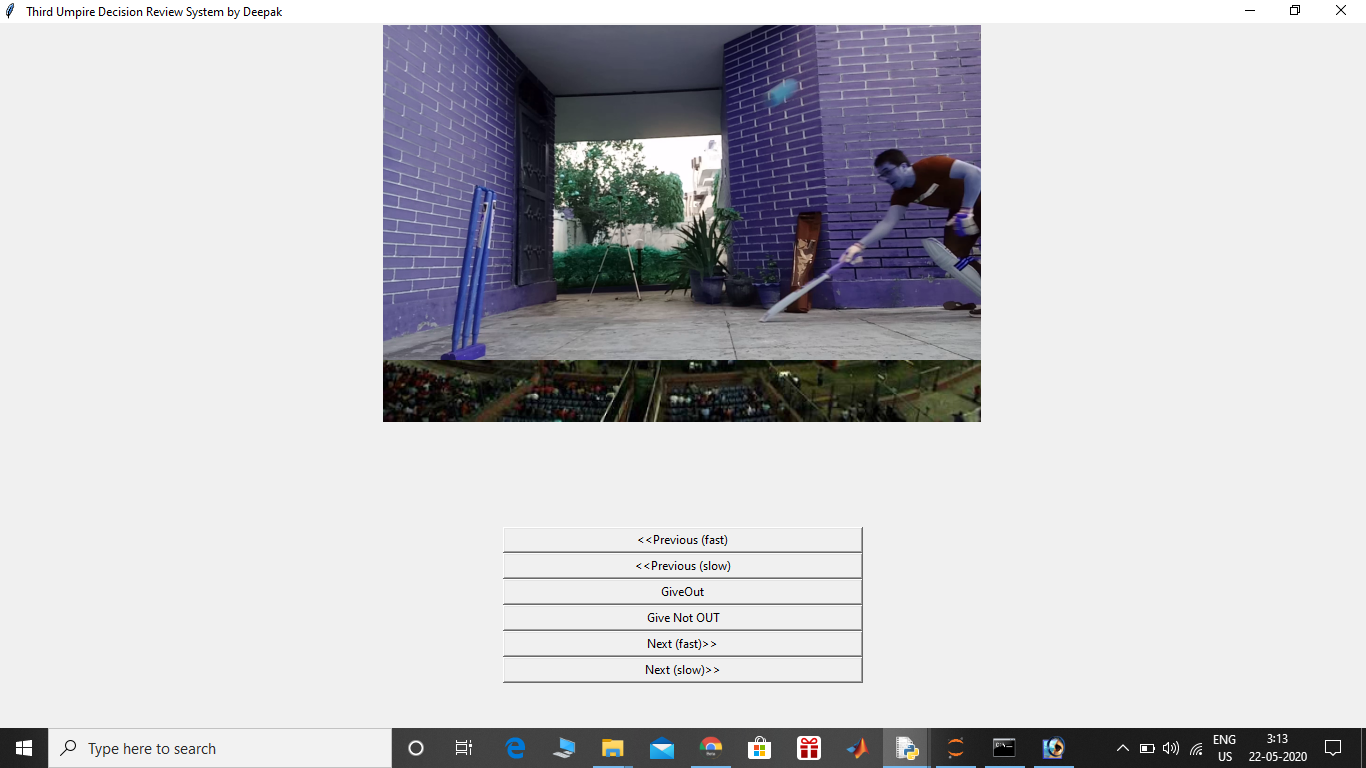 Third Umpire Decision Review System by Deepak
<<Previous (fast)
<<Previous (slow)
GiveOut
Give Not OUT
Next (fast)>>
Next (slow)>>
Type here to search
ENG
US
3:13
22-05-2020